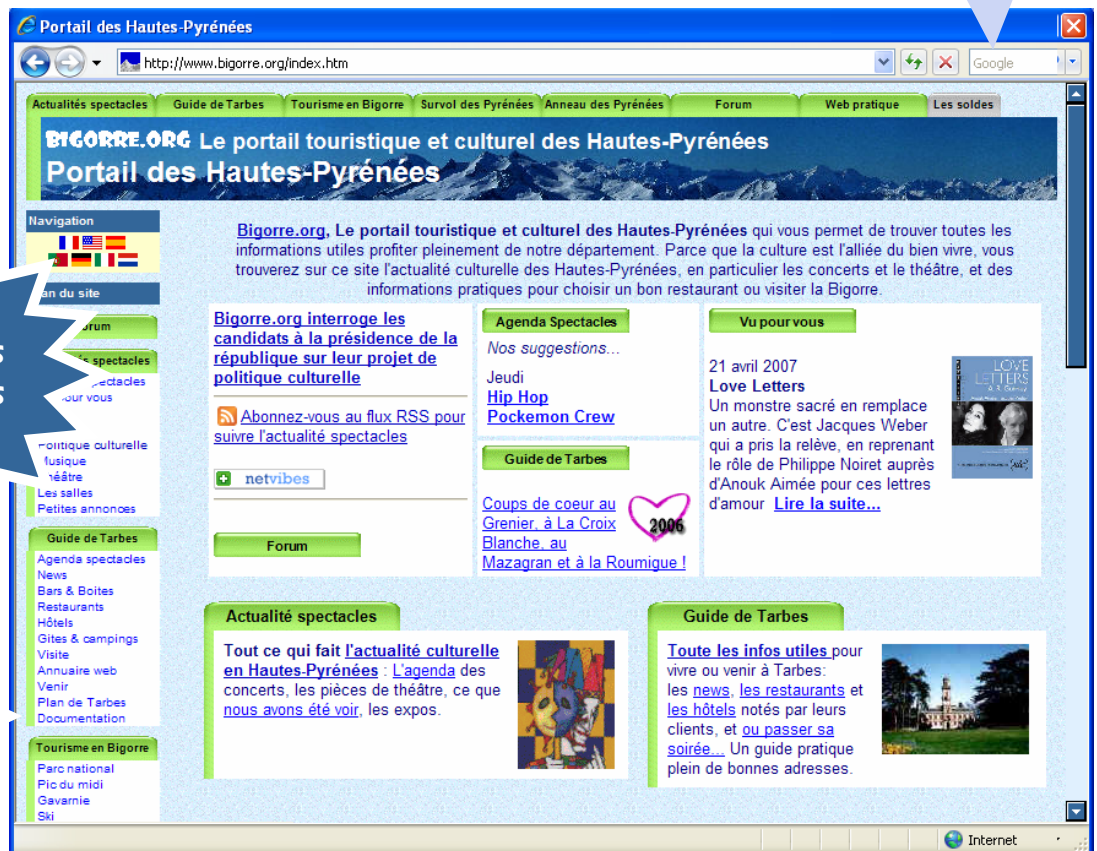 Portail des Hautes-Pyrénées
http://www.bigorre.org/index.htm
Google
Actualités spectacles
Guide de Tarbes
Tourisme en Bigorre
Survol des Pyrénées
Anneau des Pyrénées
Forum
Web pratique
Les soldes
BIGORRE.ORG Le portail touristique et culturel des Hautes-Pyrénées
Portail des Hautes-Pyrénées
Navigation
an du site
rum
s spectacles
ectacles
our vous
Politique culturelle
Musique
héâtre
Les salles
Petites annonces
Guide de Tarbes
Agenda spectacles
News
Bars & Boites
Restaurants
Hôtels
Gites & campings
Visite
Annuaire web
Venir
Plan de Tarbes
Documentation
Tourisme en Bigorre
Parc national
Pic du midi
Gavarnie
Ski
s
s
Bigorre.org, Le portail touristique et culturel des Hautes-Pyrénées qui vous permet de trouver toutes les
informations utiles profiter pleinement de notre département. Parce que la culture est l'alliée du bien vivre, vous
trouverez sur ce site l'actualité culturelle des Hautes-Pyrénées, en particulier les concerts et le théâtre, et des
informations pratiques pour choisir un bon restaurant ou visiter la Bigorre.
Bigorre.org interroge les
candidats à la présidence de la
république sur leur projet de
politique culturelle
Abonnez-vous au flux RSS pour
suivre l'actualité spectacles
netvibes
Forum
Agenda Spectacles
Nos suggestions...
Jeudi
Hip Hop
Pockemon Crew
Guide de Tarbes
Coups de coeur au
Grenier, à La Croix
Blanche, au
Mazagran et à la Roumigue !
2006
Vu pour vous
21 avril 2007
Love Letters
Un monstre sacré en remplace
un autre. C'est Jacques Weber
qui a pris la relève, en reprenant
le rôle de Philippe Noiret auprès
d'Anouk Aimée pour ces lettres
d'amour Lire la suite...
LOVE
LETTERS
Actualité spectacles
Tout ce qui fait l'actualité culturelle
en Hautes-Pyrénées : L'agenda des
concerts, les pièces de théâtre, ce que
nous avons été voir, les expos.
Guide de Tarbes
Toute les infos utiles pour
vivre ou venir à Tarbes:
les news, les restaurants et
les hôtels notés par leurs
clients, et ou passer sa
soirée... Un guide pratique
plein de bonnes adresses.
Internet